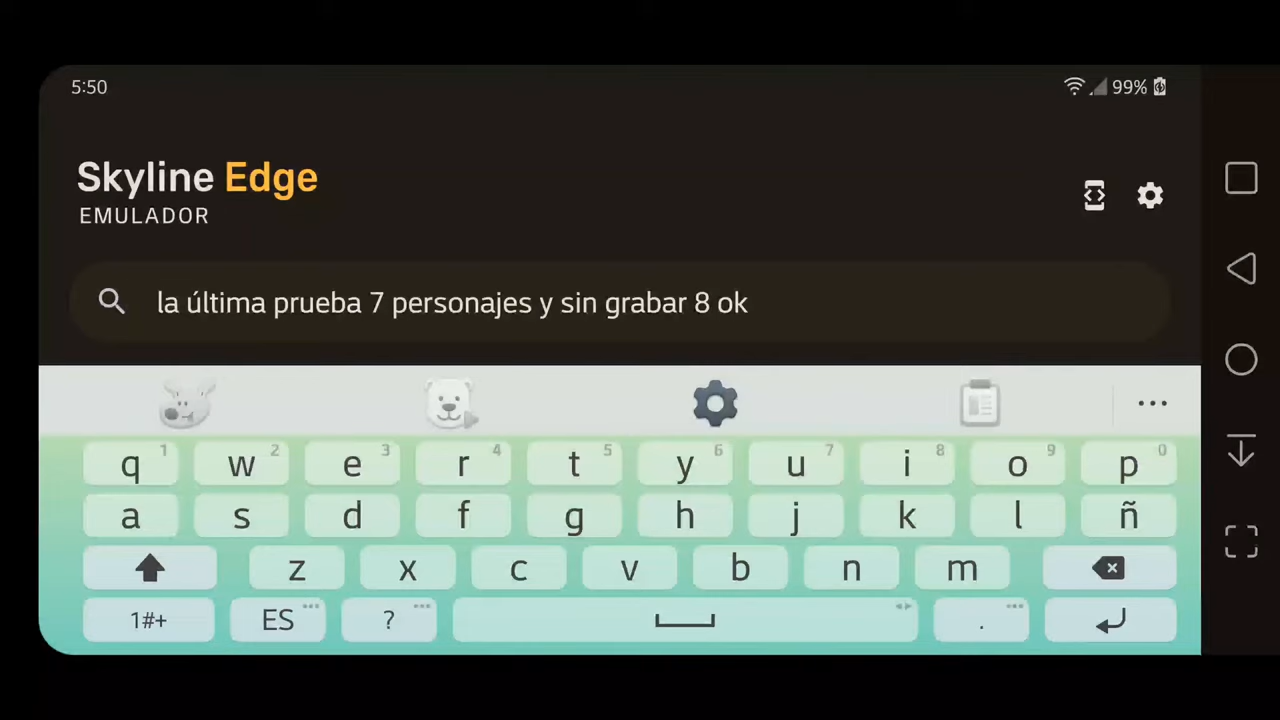 5:50
99%
Skyline Edge
EMULADOR
la última prueba 7 personajes y sin grabar 8 ok
...
q 1 w 2 e 3 r 4 t 5 y 6 u 7 i 8 o 9 p 0
a s d f g h j k l ñ
z x c v b n m
1#+ ES ... ? ... . ...